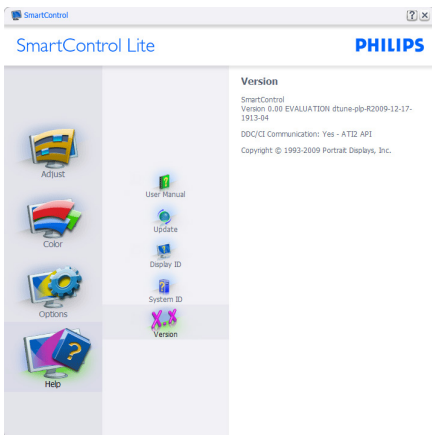 SmartControl
SmartControl Lite
PHILIPS
Adjust
Color
Options
Help
User Manual
Update
Display ID
System ID
X.X
Version
Version
SmartControl
Version 0.00 EVALUATION dtune-plp-R2009-12-17-
1913-04
DDC/CI Communication: Yes - ATI2 API
Copyright © 1993-2009 Portrait Displays, Inc.